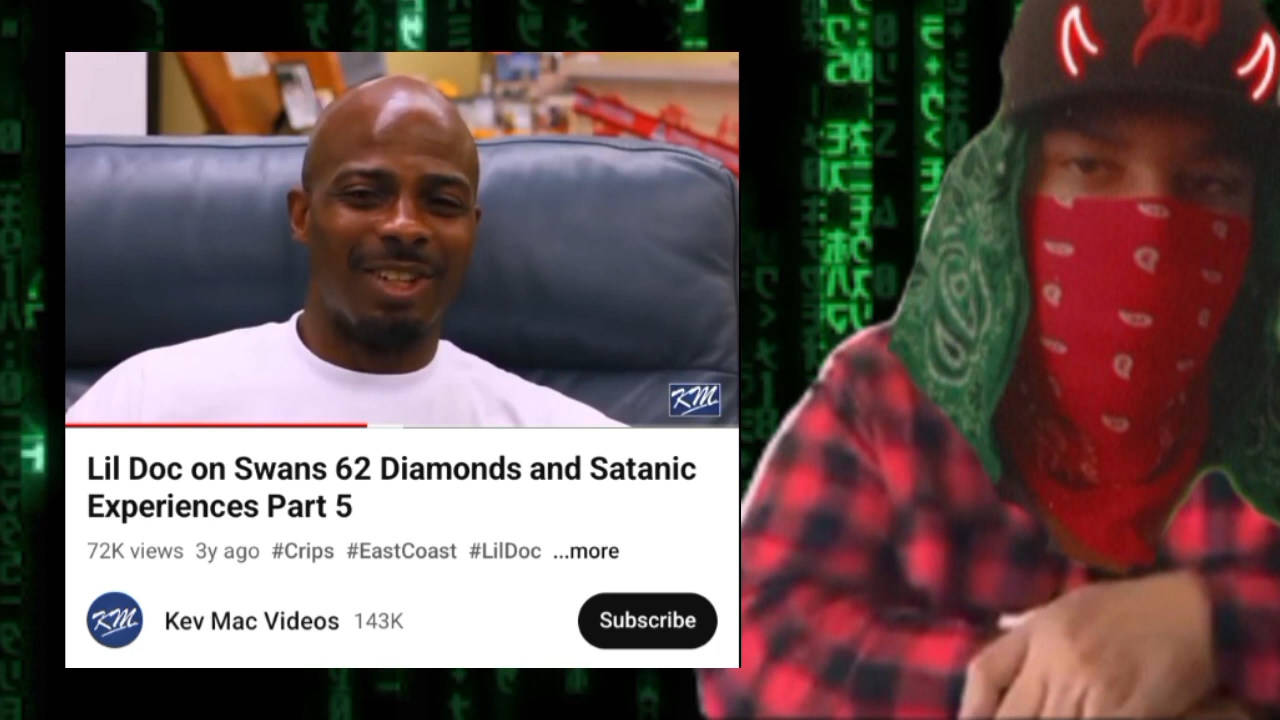 KM
Lil Doc on Swans 62 Diamonds and Satanic
Experiences Part 5
72K views 3y ago #Crips #EastCoast #LilDoc ...more
KM
Kev Mac Videos 143K
Subscribe